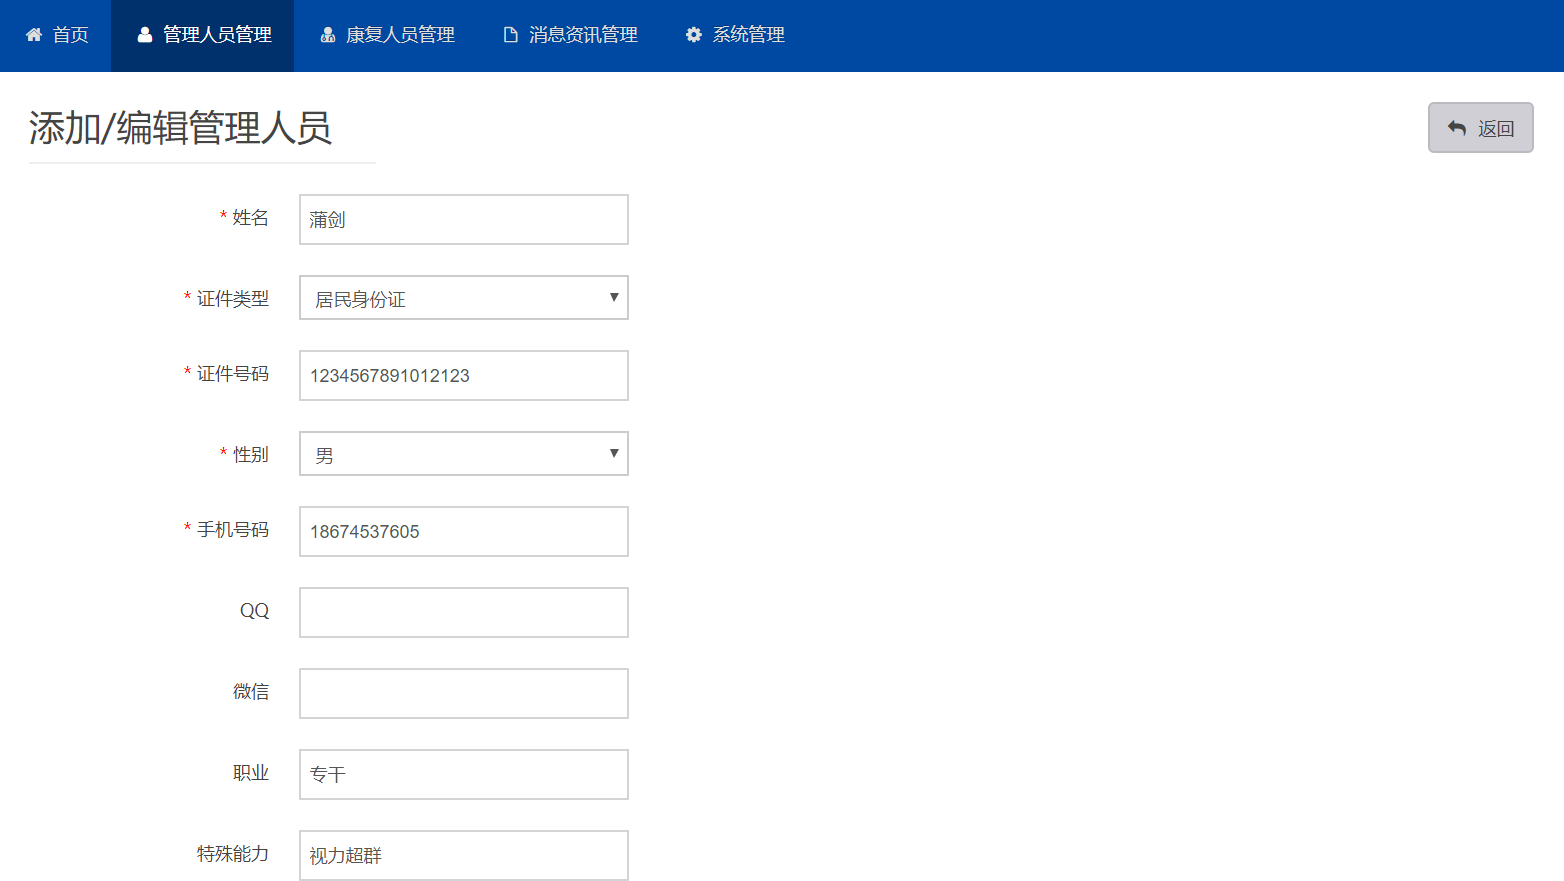 首页 管理人员管理 康复人员管理 消息资讯管理 系统管理
添加/编辑管理人员 返回
* 姓名 蒲剑
* 证件类型 居民身份证
* 证件号码 1234567891012123
* 性别 男
* 手机号码 18674537605
QQ
微信
职业 专干
特殊能力 视力超群